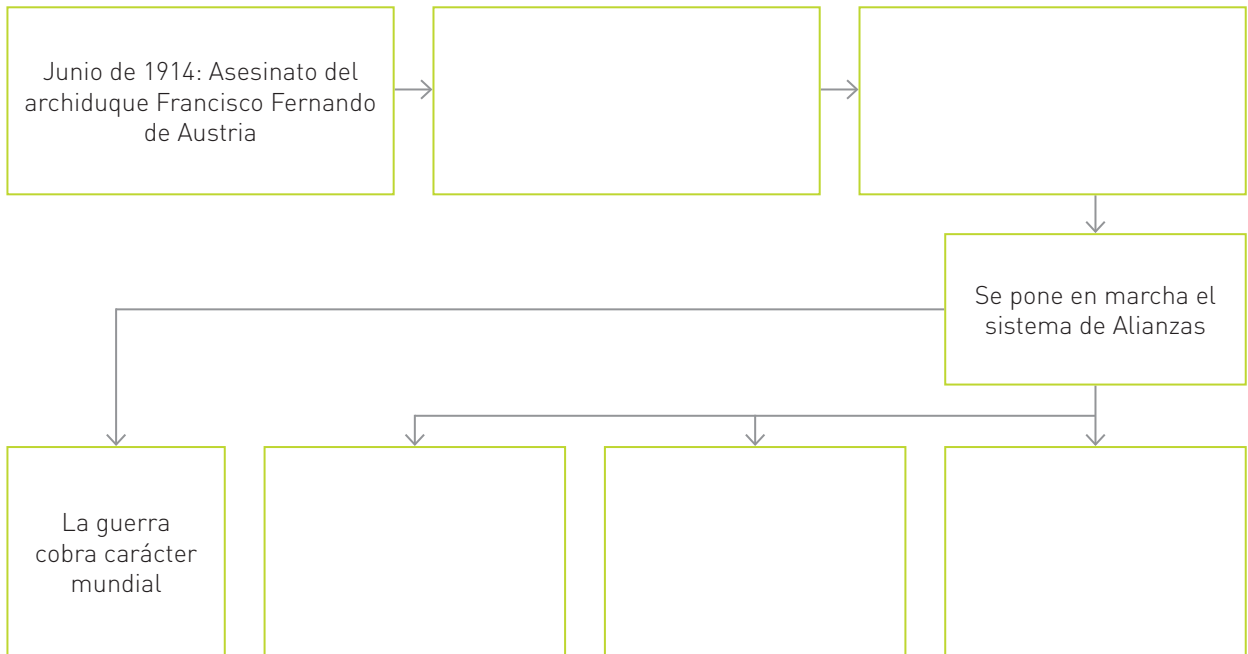 Junio de 1914: Asesinato del
archiduque Francisco Fernando
de Austria
Se pone en marcha el
sistema de Alianzas
La guerra
cobra carácter
mundial